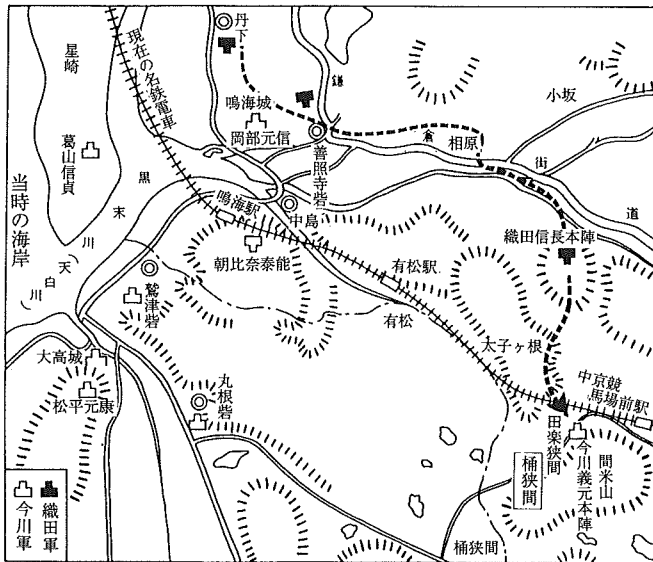 丹下
現在の名鉄電車
星崎
鳴海城
岡部元信
鎌
倉
街
道
小坂
相原
善照寺砦
葛山信貞
黒
末
川
天
白
川
当時の海岸
鳴海駅
中島
朝比奈泰能
有松駅
有松
織田信長本陣
鷲津砦
太子ヶ根
大高城
松平元康
丸根砦
中京競
馬場前駅
田楽狭間
今川義元本陣
間米山
桶狭間
桶狭間
織田軍
今川軍